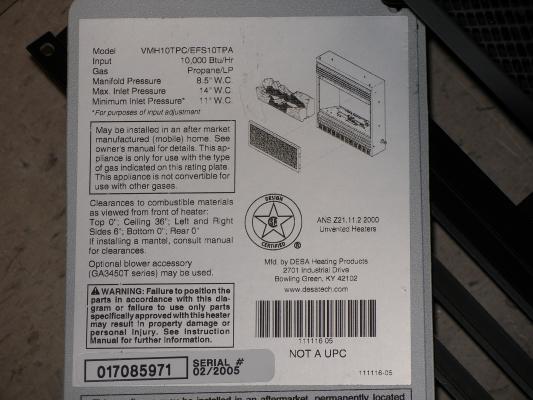 Model VMH10TPC/EFS10TPA
Input 10,000 Btu/Hr
Gas Propane/LP
Manifold Pressure 8.5" W.C.
Max. Inlet Pressure 14" W.C.
Minimum Inlet Pressure* 11" W.C.
*For purposes of input adjustment
May be installed in an after market
manufactured (mobile) home. See
owner's manual for details. This ap-
pliance is only for use with the type
of gas indicated on this rating plate.
This appliance is not convertible for
use with other gases.
Clearances to combustible materials
as viewed from front of heater:
Top 0"; Ceiling 36"; Left and Right
Sides 6"; Bottom 0"; Rear 0"
If installing a mantel, consult manual
for clearances.
Optional blower accessory
(GA3450T series) may be used.
WARNING: Failure to position the
parts in accordance with this dia-
gram or failure to use only parts
specifically approved with this heater
may result in property damage or
personal injury. See Instruction
Manual for further information.
017085971
SERIAL #
02/2005
DESIGN
CERTIFIED
®
ANS Z21.11.2 2000
Unvented Heaters
Mfg. by DESA Heating Products
2701 Industrial Drive
Bowling Green, KY 42102
www.desatech.com
111116 05
NOT A UPC
111116-05
be installed in an aftermarket, permanently located